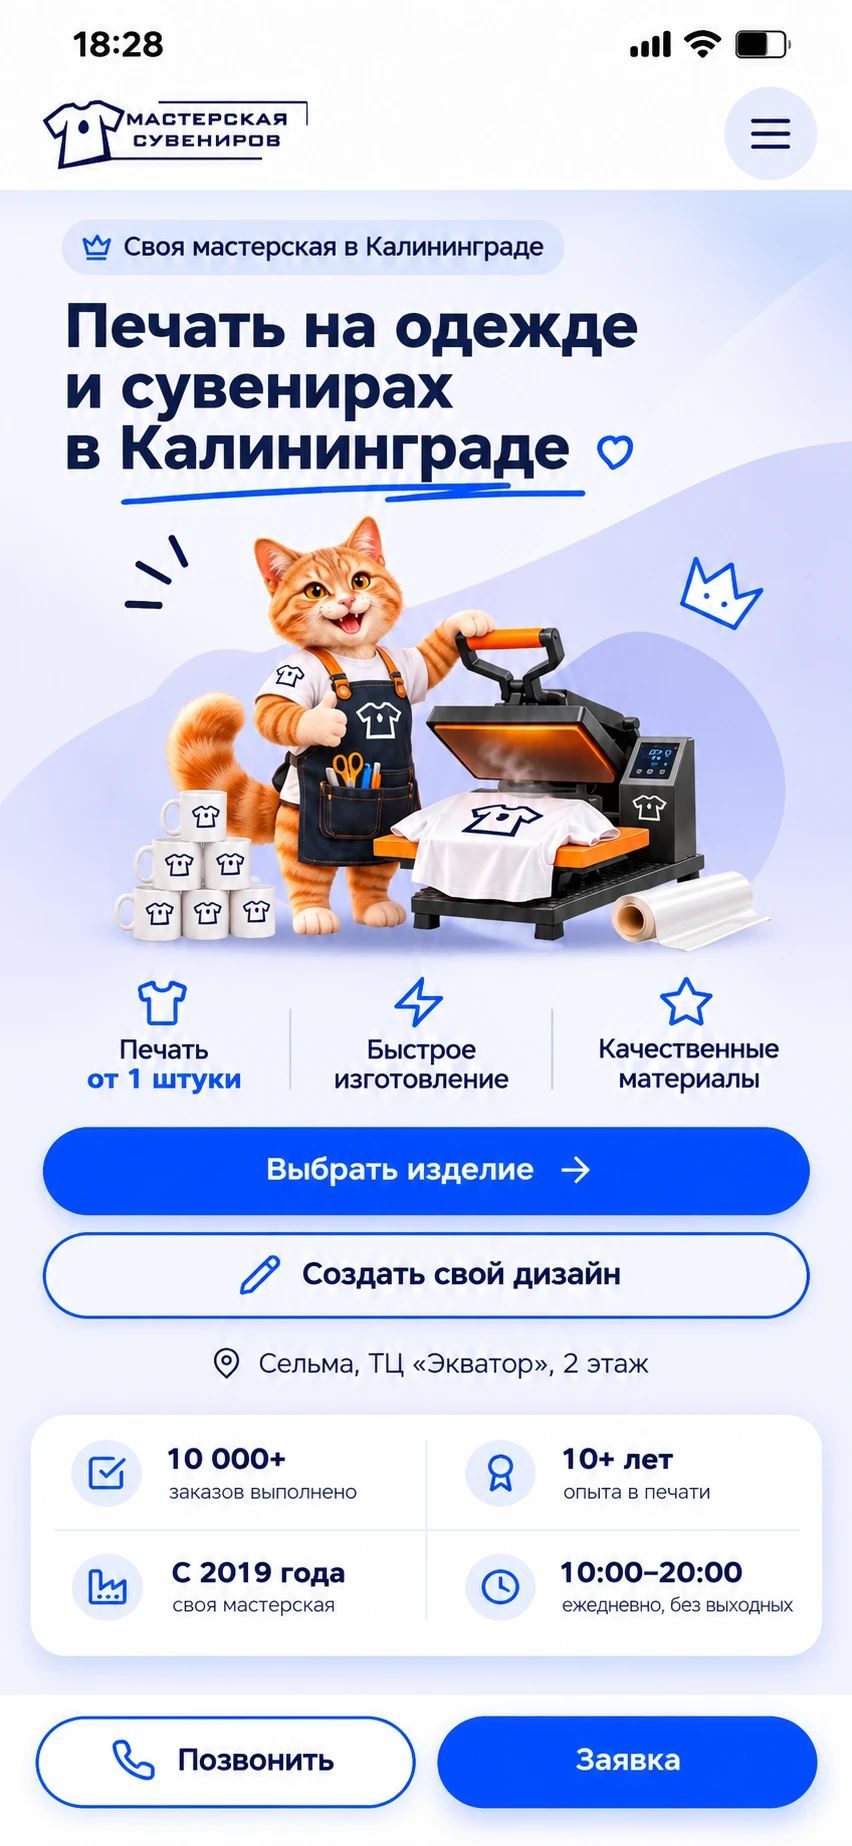 18:28
МАСТЕРСКАЯ
СУВЕНИРОВ
Своя мастерская в Калининграде
Печать на одежде
и сувенирах
в Калининграде
Печать
от 1 штуки
Быстрое
изготовление
Качественные
материалы
Выбрать изделие
Создать свой дизайн
Сельма, ТЦ «Экватор», 2 этаж
10 000+
заказов выполнено
10+ лет
опыта в печати
С 2019 года
своя мастерская
10:00–20:00
ежедневно, без выходных
Позвонить
Заявка